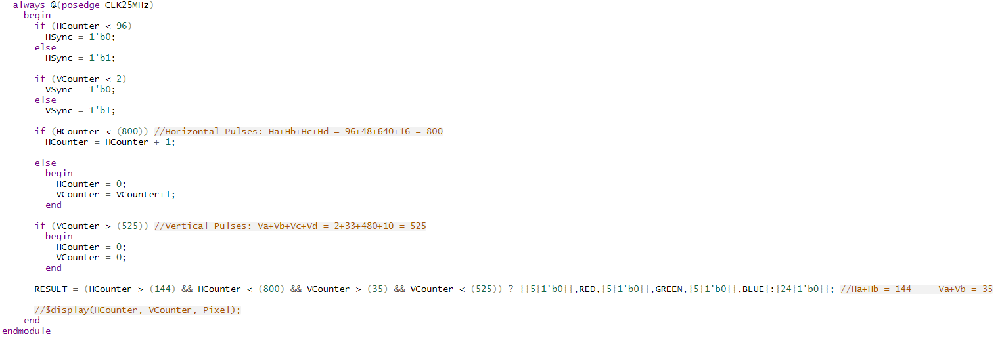 always @(posedge CLK25MHz)
begin
if (HCounter < 96)
HSync = 1'b0;
else
HSync = 1'b1;
if (VCounter < 2)
VSync = 1'b0;
else
VSync = 1'b1;
if (HCounter < (800)) //Horizontal Pulses: Ha+Hb+Hc+Hd = 96+48+640+16 = 800
HCounter = HCounter + 1;
else
begin
HCounter = 0;
VCounter = VCounter+1;
end
if (VCounter > (525)) //Vertical Pulses: Va+Vb+Vc+Vd = 2+33+480+10 = 525
begin
HCounter = 0;
VCounter = 0;
end
RESULT = (HCounter > (144) && HCounter < (800) && VCounter > (35) && VCounter < (525)) ? {{5{1'b0}},RED,{5{1'b0}},GREEN,{5{1'b0}},BLUE}:{24{1'b0}}; //Ha+Hb = 144     Va+Vb = 35
//$display(HCounter, VCounter, Pixel);
end
endmodule